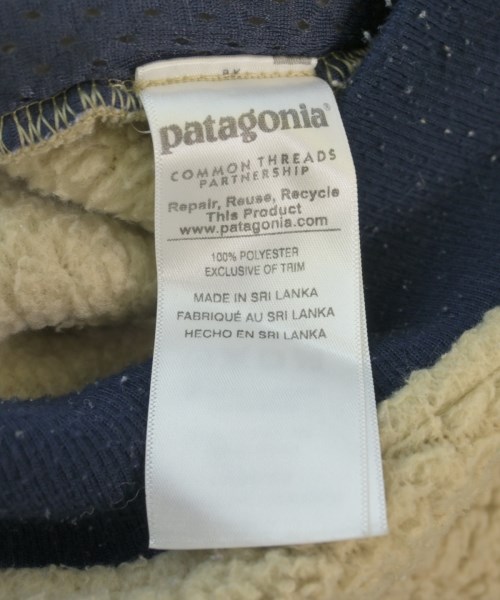 patagonia®
COMMON THREADS
PARTNERSHIP
Repair, Reuse, Recycle
This Product
www.patagonia.com
100% POLYESTER
EXCLUSIVE OF TRIM
MADE IN SRI LANKA
FABRIQUÉ AU SRI LANKA
HECHO EN SRI LANKA